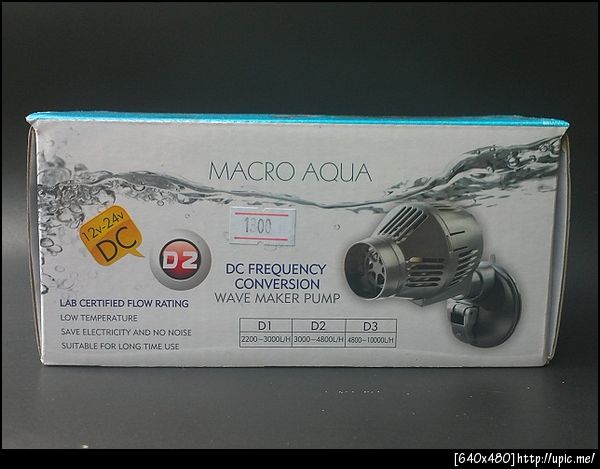 MACRO AQUA
1300
12v-24v
DC
D2
DC FREQUENCY
CONVERSION
WAVE MAKER PUMP
LAB CERTIFIED FLOW RATING
LOW TEMPERATURE
SAVE ELECTRICITY AND NO NOISE
SUITABLE FOR LONG TIME USE
D1 D2 D3
2200-3000L/H 3000-4800L/H 4800-10000L/H
[640x480]http://upic.me/